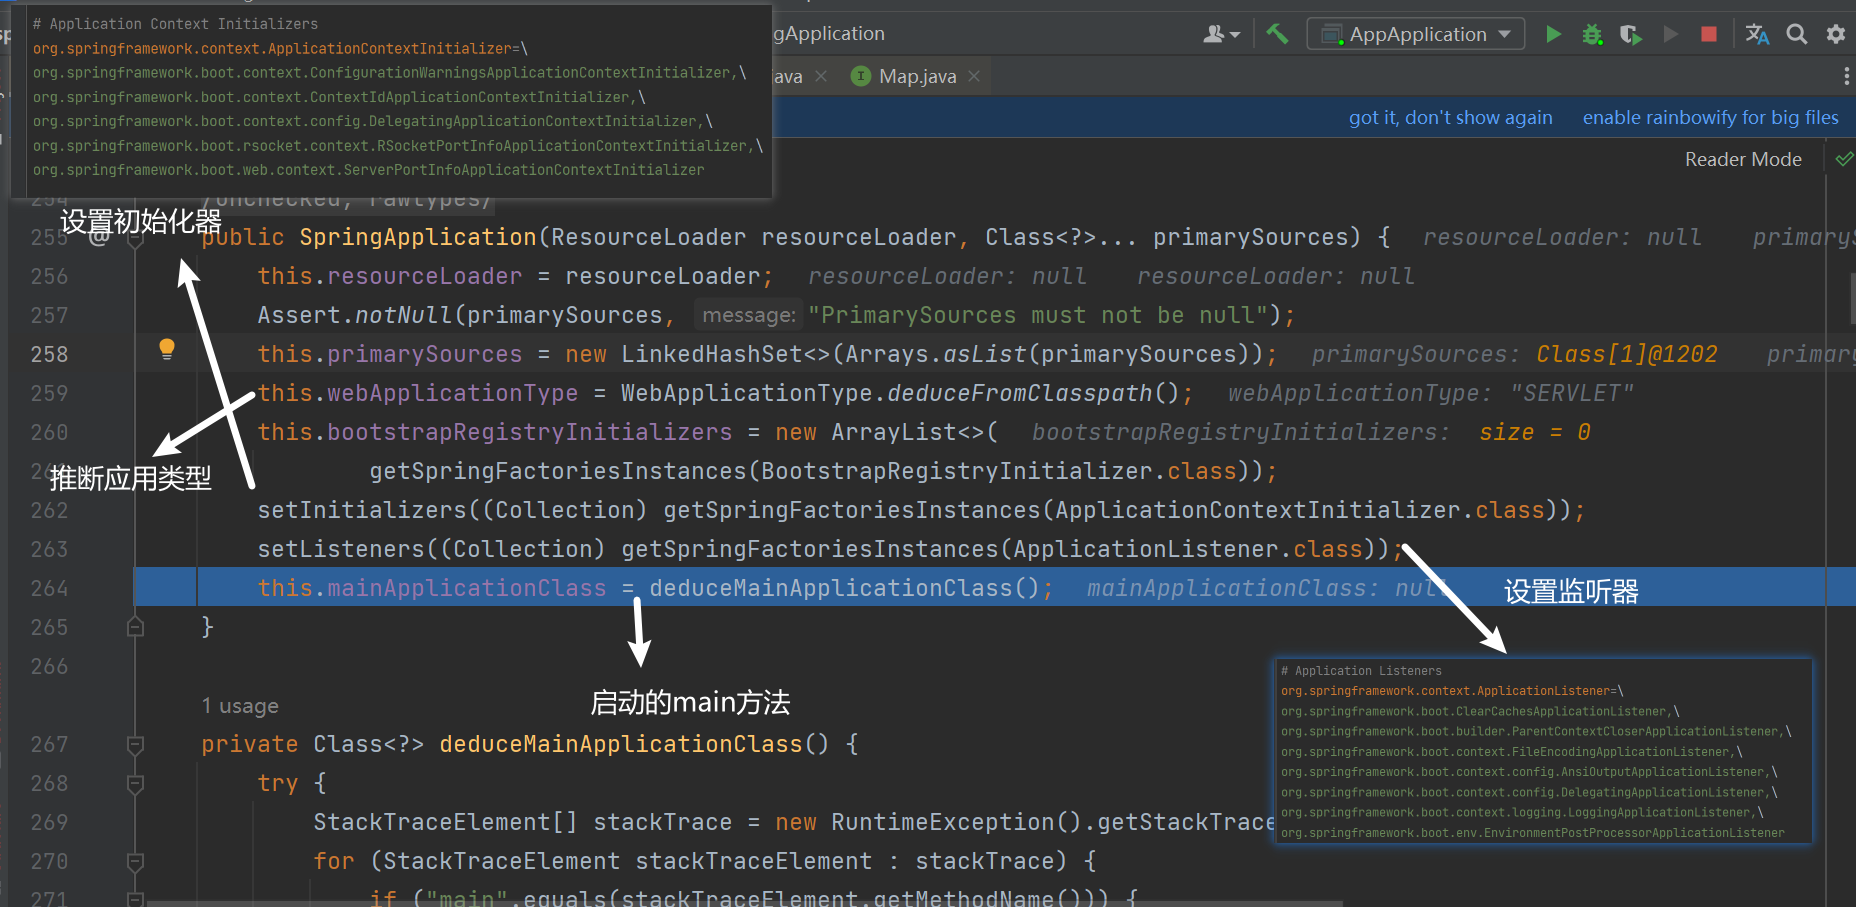 # Application Context Initializers
org.springframework.context.ApplicationContextInitializer=\
org.springframework.boot.context.ConfigurationWarningsApplicationContextInitializer,\
org.springframework.boot.context.ContextIdApplicationContextInitializer,\
org.springframework.boot.context.config.DelegatingApplicationContextInitializer,\
org.springframework.boot.rsocket.context.RSocketPortInfoApplicationContextInitializer,\
org.springframework.boot.web.context.ServerPortInfoApplicationContextInitializer
gApplication
AppApplication
ava
Map.java
got it, don't show again enable rainbowify for big files
Reader Mode
254 /unchecked, rawtypes/
设置初始化器
255 @ public SpringApplication(ResourceLoader resourceLoader, Class<?>... primarySources) { resourceLoader: null primaryS
256 this.resourceLoader = resourceLoader; resourceLoader: null resourceLoader: null
257 Assert.notNull(primarySources, message: "PrimarySources must not be null");
258 this.primarySources = new LinkedHashSet<>(Arrays.asList(primarySources)); primarySources: Class[1]@1202 primary
259 this.webApplicationType = WebApplicationType.deduceFromClasspath(); webApplicationType: "SERVLET"
260 this.bootstrapRegistryInitializers = new ArrayList<>( bootstrapRegistryInitializers: size = 0
getSpringFactoriesInstances(BootstrapRegistryInitializer.class));
推断应用类型
262 setInitializers((Collection) getSpringFactoriesInstances(ApplicationContextInitializer.class));
263 setListeners((Collection) getSpringFactoriesInstances(ApplicationListener.class));
264 this.mainApplicationClass = deduceMainApplicationClass(); mainApplicationClass: null
设置监听器
265 }
266
启动的main方法
1 usage
267 private Class<?> deduceMainApplicationClass() {
268 try {
269 StackTraceElement[] stackTrace = new RuntimeException().getStackTrace
270 for (StackTraceElement stackTraceElement : stackTrace) {
271 if ("main".equals(stackTraceElement.getMethodName())) {
# Application Listeners
org.springframework.context.ApplicationListener=\
org.springframework.boot.ClearCachesApplicationListener,\
org.springframework.boot.builder.ParentContextCloserApplicationListener,\
org.springframework.boot.context.FileEncodingApplicationListener,\
org.springframework.boot.context.config.AnsiOutputApplicationListener,\
org.springframework.boot.context.config.DelegatingApplicationListener,\
org.springframework.boot.context.logging.LoggingApplicationListener,\
org.springframework.boot.env.EnvironmentPostProcessorApplicationListener